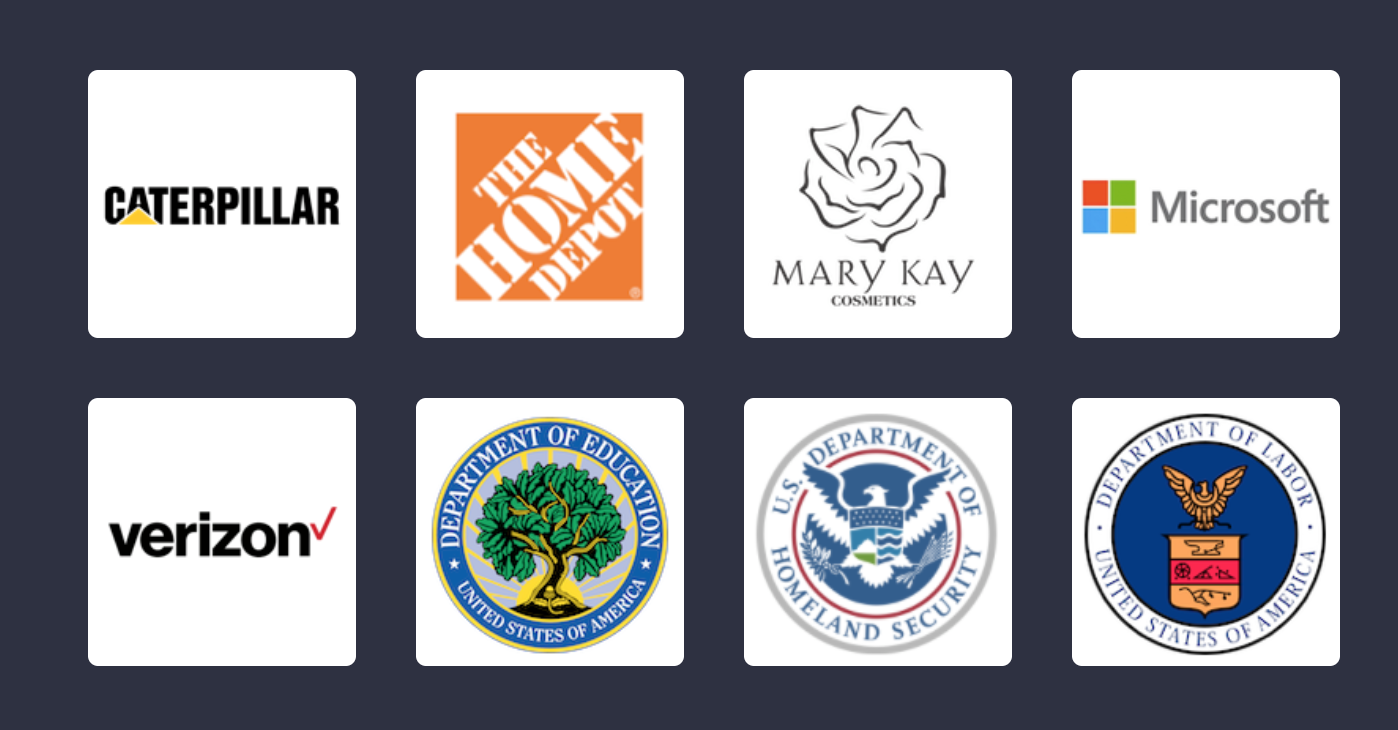 CATERPILLAR
THE
HOME
DEPOT
®
MARY KAY
COSMETICS
Microsoft
verizon
DEPARTMENT OF EDUCATION
UNITED STATES OF AMERICA
U.S. DEPARTMENT OF
HOMELAND SECURITY
DEPARTMENT OF LABOR
UNITED STATES OF AMERICA